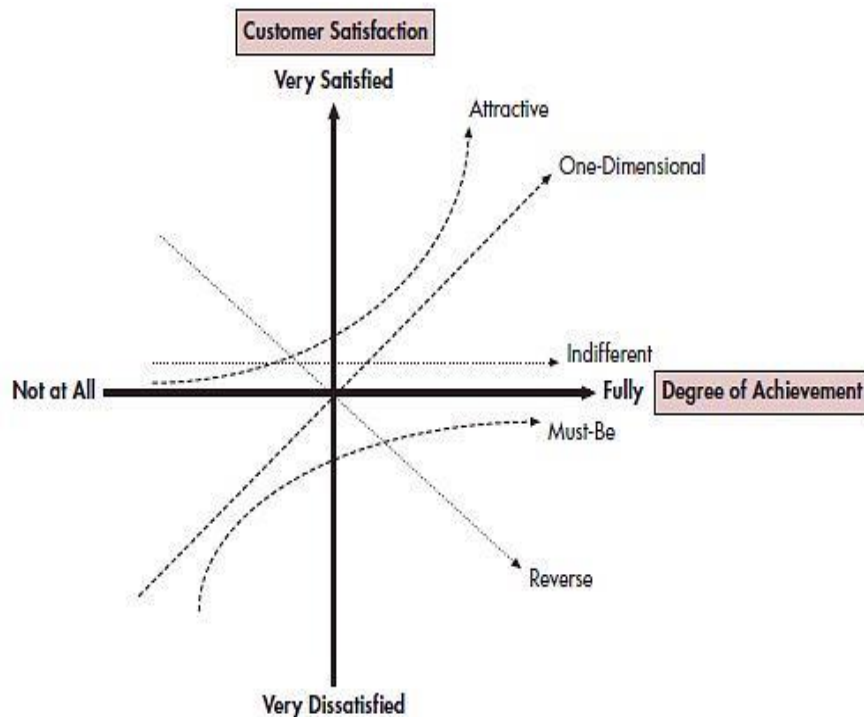 Customer Satisfaction
Very Satisfied
Attractive
One-Dimensional
Indifferent
Not at All
Fully
Degree of Achievement
Must-Be
Reverse
Very Dissatisfied